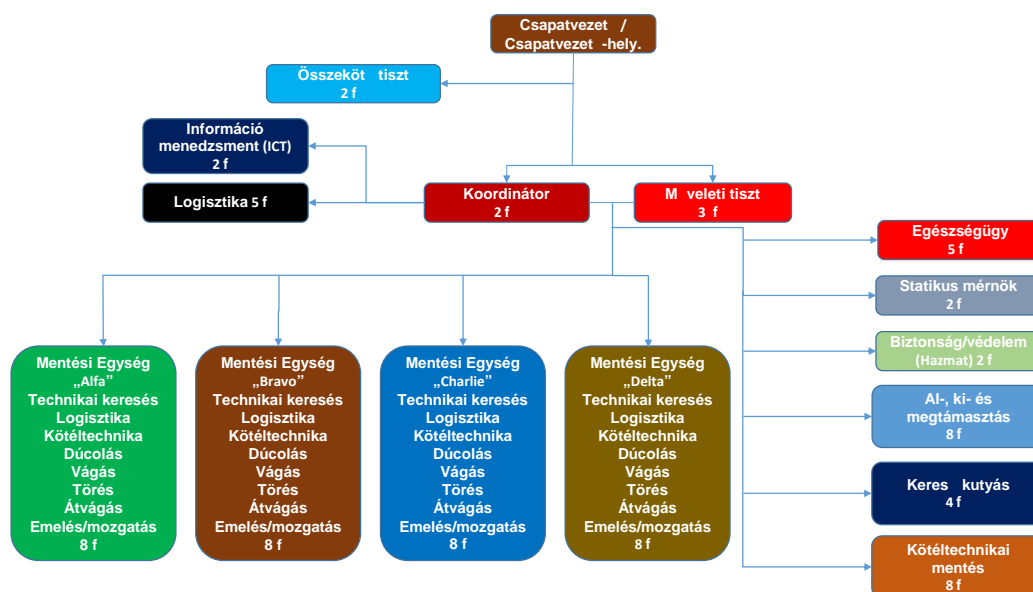 Csapatvezet /
Csapatvezet -hely.
Összeköt tiszt
2 f
Információ
menedzsment (ICT)
2 f
Logisztika 5 f
Koordinátor
2 f
M veleti tiszt
3 f
Egészségügy
5 f
Statikus mérnök
2 f
Biztonság/védelem
(Hazmat) 2 f
Al-, ki- és
megtámasztás
8 f
Keres kutyás
4 f
Kötéltechnikai
mentés
8 f
Mentési Egység
„Alfa”
Technikai keresés
Logisztika
Kötéltechnika
Dúcolás
Vágás
Törés
Átvágás
Emelés/mozgatás
8 f
Mentési Egység
„Bravo”
Technikai keresés
Logisztika
Kötéltechnika
Dúcolás
Vágás
Törés
Átvágás
Emelés/mozgatás
8 f
Mentési Egység
„Charlie”
Technikai keresés
Logisztika
Kötéltechnika
Dúcolás
Vágás
Törés
Átvágás
Emelés/mozgatás
8 f
Mentési Egység
„Delta”
Technikai keresés
Logisztika
Kötéltechnika
Dúcolás
Vágás
Törés
Átvágás
Emelés/mozgatás
8 f